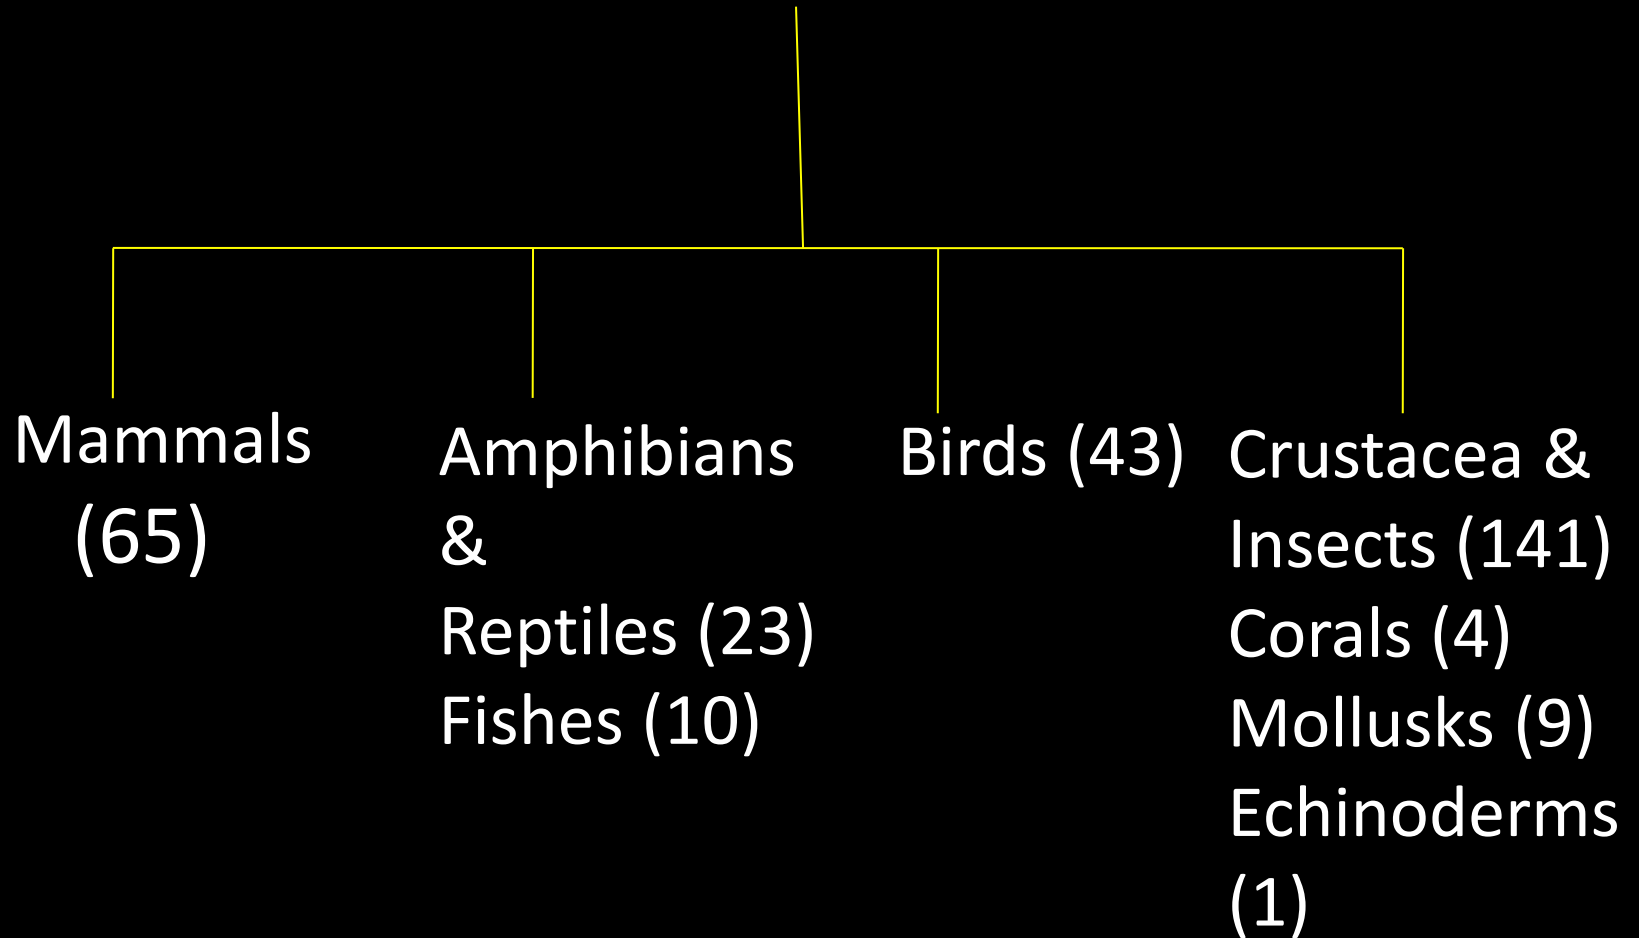 Mammals
(65)
Amphibians
&
Reptiles (23)
Fishes (10)
Birds (43)
Crustacea &
Insects (141)
Corals (4)
Mollusks (9)
Echinoderms
(1)